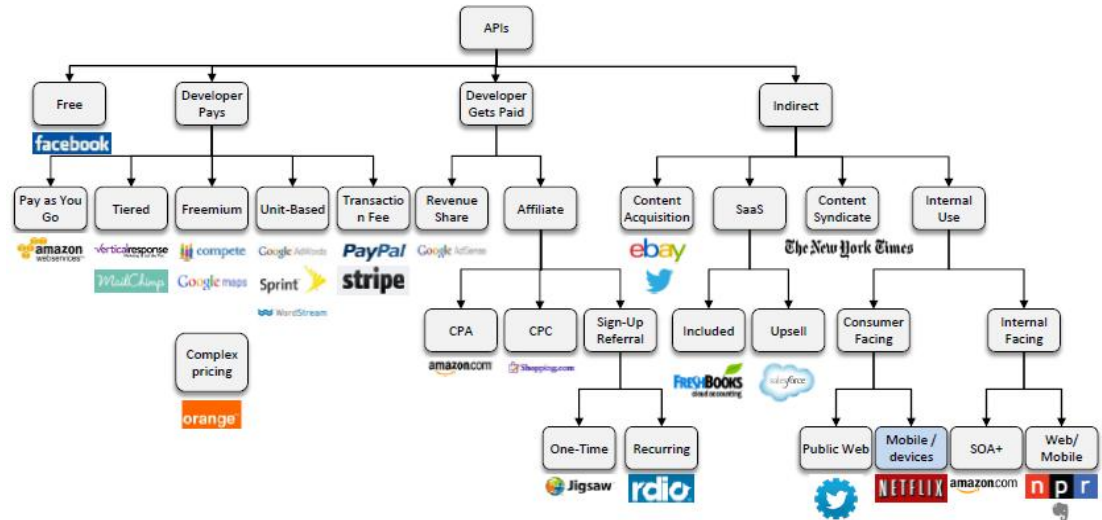 APIs
Free
Developer
Pays
Developer
Gets Paid
Indirect
facebook
Pay as You
Go
Tiered
Freemium
Unit-Based
Transactio
n Fee
Revenue
Share
Affiliate
Content
Acquisition
SaaS
Content
Syndicate
Internal
Use
amazon
webservices™
verticalresponse
MailChimp
compete
Google maps
Google AdWords
Sprint
WordStream
PayPal
stripe
Google AdSense
ebay
The New York Times
Complex
pricing
orange™
CPA
CPC
Sign-Up
Referral
Included
Upsell
Consumer
Facing
Internal
Facing
amazon.com
Shopping.com
FRESHBOOKS
cloud accounting
salesforce
One-Time
Recurring
Public Web
Mobile /
devices
SOA+
Web/
Mobile
Jigsaw
rdio
NETFLIX
amazon.com
npr